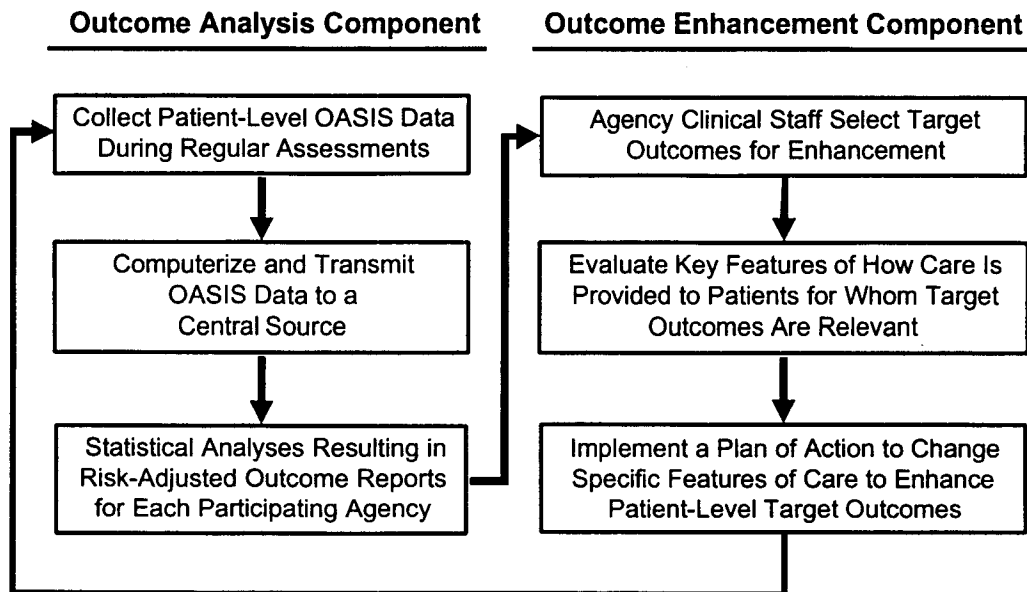 Outcome Analysis Component
Collect Patient-Level OASIS Data
During Regular Assessments
Computerize and Transmit
OASIS Data to a
Central Source
Statistical Analyses Resulting in
Risk-Adjusted Outcome Reports
for Each Participating Agency
Outcome Enhancement Component
Agency Clinical Staff Select Target
Outcomes for Enhancement
Evaluate Key Features of How Care Is
Provided to Patients for Whom Target
Outcomes Are Relevant
Implement a Plan of Action to Change
Specific Features of Care to Enhance
Patient-Level Target Outcomes